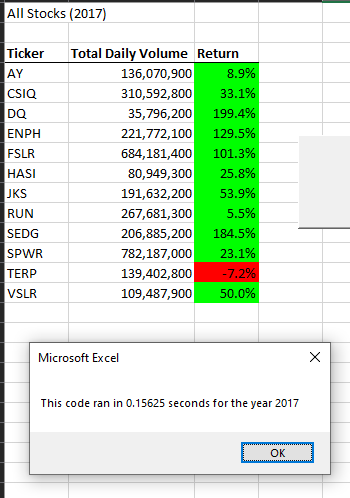 All Stocks (2017)
Ticker Total Daily Volume Return
AY 136,070,900 8.9%
CSIQ 310,592,800 33.1%
DQ 35,796,200 199.4%
ENPH 221,772,100 129.5%
FSLR 684,181,400 101.3%
HASI 80,949,300 25.8%
JKS 191,632,200 53.9%
RUN 267,681,300 5.5%
SEDG 206,885,200 184.5%
SPWR 782,187,000 23.1%
TERP 139,402,800 -7.2%
VSLR 109,487,900 50.0%
Microsoft Excel
This code ran in 0.15625 seconds for the year 2017
OK